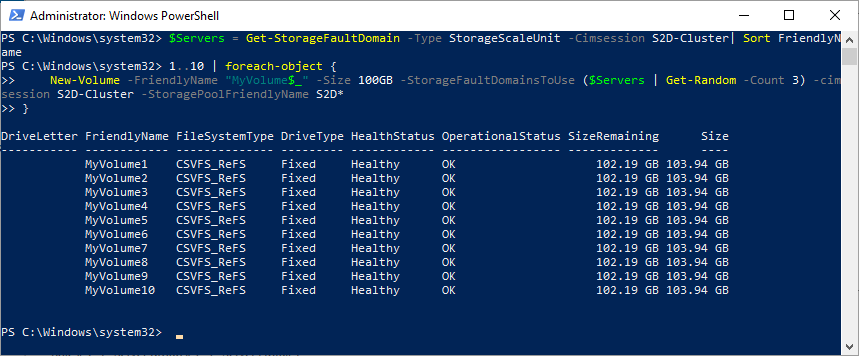 Administrator: Windows PowerShell
PS C:\Windows\system32> $Servers = Get-StorageFaultDomain -Type StorageScaleUnit -Cimsession S2D-Cluster| Sort FriendlyN
ame
PS C:\Windows\system32> 1..10 | foreach-object {
>>     New-Volume -FriendlyName "MyVolume$_" -Size 100GB -StorageFaultDomainsToUse ($Servers | Get-Random -Count 3) -cim
session S2D-Cluster -StoragePoolFriendlyName S2D*
>> }
DriveLetter FriendlyName FileSystemType DriveType HealthStatus OperationalStatus SizeRemaining      Size
----------- ------------ -------------- --------- ------------ ----------------- -------------      ----
            MyVolume1    CSVFS_ReFS     Fixed     Healthy      OK                    102.19 GB 103.94 GB
            MyVolume2    CSVFS_ReFS     Fixed     Healthy      OK                    102.19 GB 103.94 GB
            MyVolume3    CSVFS_ReFS     Fixed     Healthy      OK                    102.19 GB 103.94 GB
            MyVolume4    CSVFS_ReFS     Fixed     Healthy      OK                    102.19 GB 103.94 GB
            MyVolume5    CSVFS_ReFS     Fixed     Healthy      OK                    102.19 GB 103.94 GB
            MyVolume6    CSVFS_ReFS     Fixed     Healthy      OK                    102.19 GB 103.94 GB
            MyVolume7    CSVFS_ReFS     Fixed     Healthy      OK                    102.19 GB 103.94 GB
            MyVolume8    CSVFS_ReFS     Fixed     Healthy      OK                    102.19 GB 103.94 GB
            MyVolume9    CSVFS_ReFS     Fixed     Healthy      OK                    102.19 GB 103.94 GB
            MyVolume10   CSVFS_ReFS     Fixed     Healthy      OK                    102.19 GB 103.94 GB
PS C:\Windows\system32>